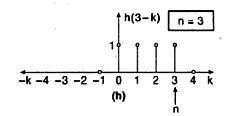 h(3–k)
n = 3
1
–k –4 –3 –2 –1 0 1 2 3 4 k
(h)
n